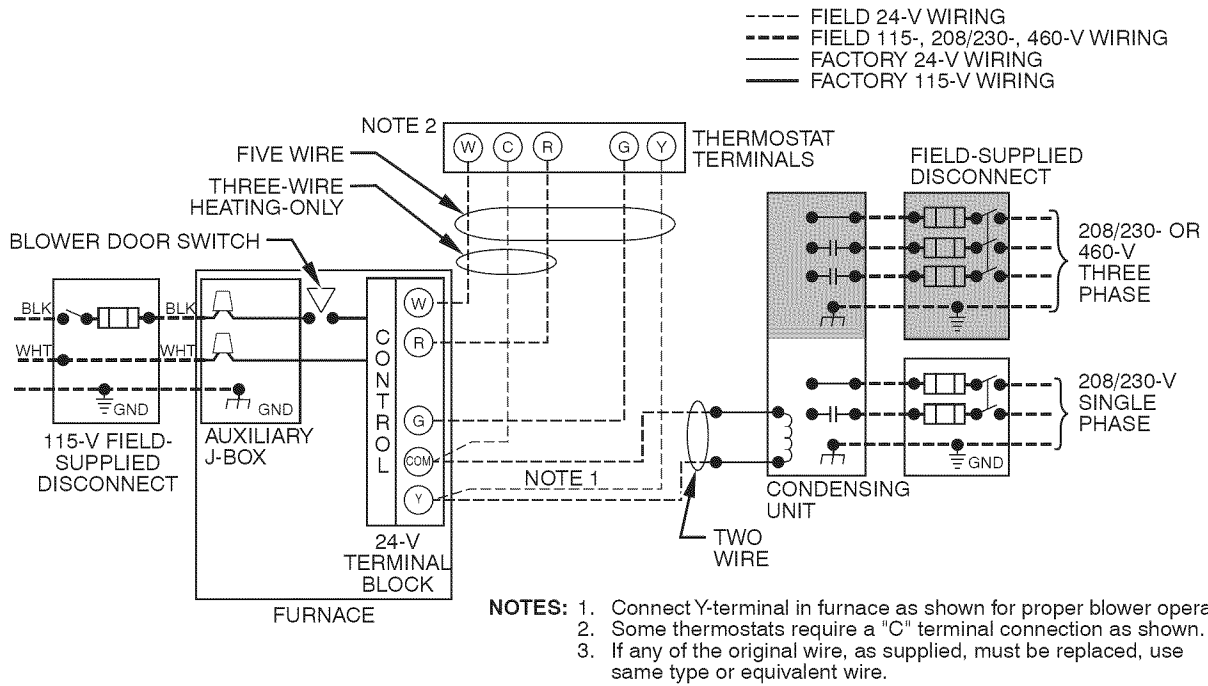 FIELD 24-V WIRING
FIELD 115-, 208/230-, 460-V WIRING
FACTORY 24-V WIRING
FACTORY 115-V WIRING
NOTE 2
W
C
R
G
Y
THERMOSTAT
TERMINALS
FIVE WIRE
THREE-WIRE
HEATING-ONLY
BLOWER DOOR SWITCH
FIELD-SUPPLIED
DISCONNECT
208/230- OR
460-V
THREE
PHASE
BLK
BLK
WHT
WHT
GND
GND
115-V FIELD-
SUPPLIED
DISCONNECT
AUXILIARY
J-BOX
CONTROL
W
R
G
COM
Y
NOTE 1
24-V
TERMINAL
BLOCK
FURNACE
TWO
WIRE
CONDENSING
UNIT
208/230-V
SINGLE
PHASE
GND
NOTES: 1. Connect Y-terminal in furnace as shown for proper blower opera
2. Some thermostats require a "C" terminal connection as shown.
3. If any of the original wire, as supplied, must be replaced, use
same type or equivalent wire.